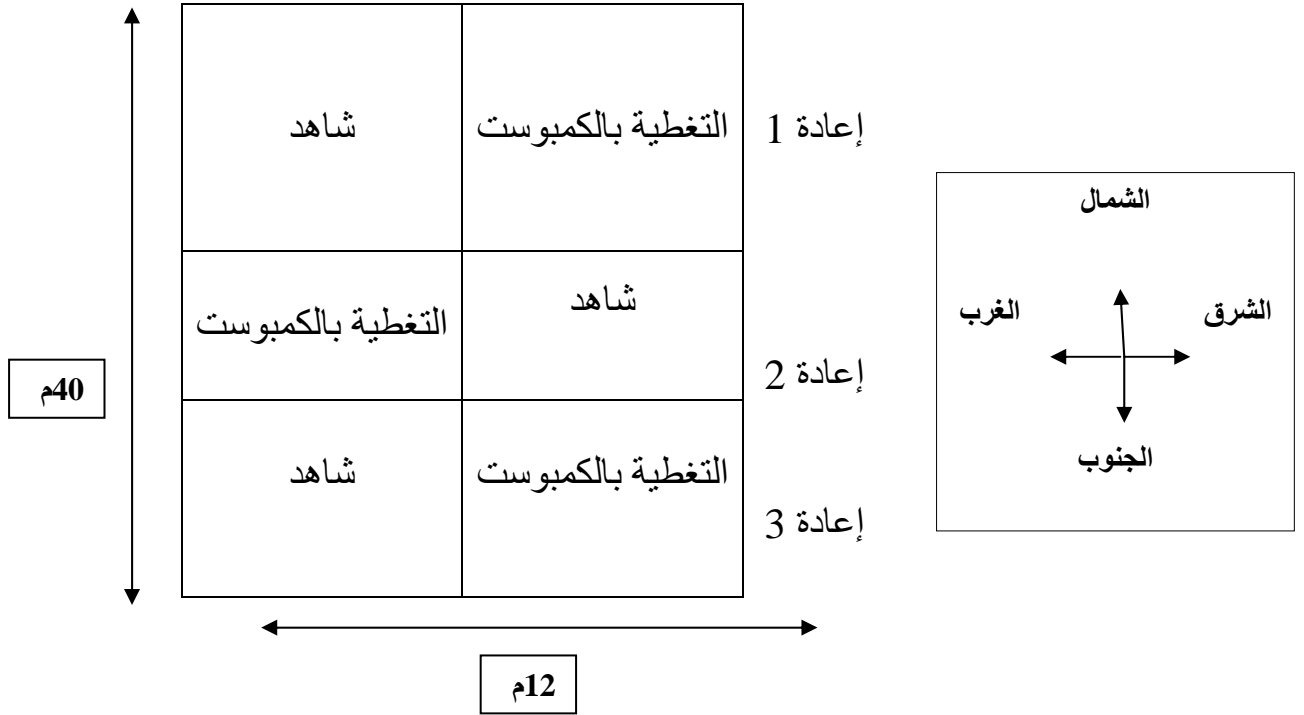 شاهد
التغطية بالكمبوست
إعادة 1
التغطية بالكمبوست
شاهد
إعادة 2
شاهد
التغطية بالكمبوست
إعادة 3
40م
12م
الشمال
الشرق
الغرب
الجنوب